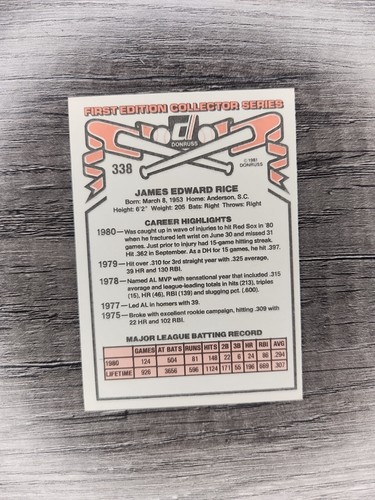 FIRST EDITION COLLECTOR SERIES
DONRUSS
338
© 1981
DONRUSS
JAMES EDWARD RICE
Born: March 8, 1953 Home: Anderson, S.C.
Height: 6'2" Weight: 205 Bats: Right Throws: Right
CAREER HIGHLIGHTS
1980—Was caught up in wave of injuries to hit Red Sox in '80
when he fractured left wrist on June 30 and missed 31
games. Just prior to injury had 15-game hitting streak.
Hit .362 in September. As a DH for 15 games, he hit .397.
1979—Hit over .310 for 3rd straight year with .325 average,
39 HR and 130 RBI.
1978—Named AL MVP with sensational year that included .315
average and league-leading totals in hits (213), triples
(15), HR (46), RBI (139) and slugging pct. (.600).
1977—Led AL in homers with 39.
1975—Broke with excellent rookie campaign, hitting .309 with
22 HR and 102 RBI.
MAJOR LEAGUE BATTING RECORD
GAMES AT BATS RUNS HITS 2B 3B HR RBI AVG
1980 124 504 81 148 22 6 24 86 .294
LIFETIME 926 3656 596 1124 171 55 196 669 .307